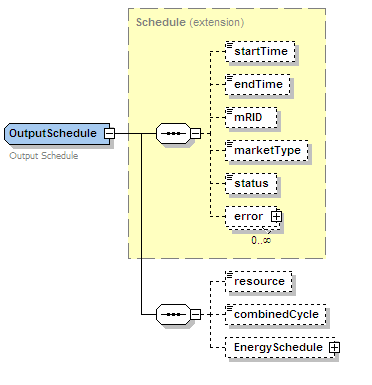 Schedule (extension)
startTime
endTime
mRID
marketType
status
error
0..∞
OutputSchedule
Output Schedule
resource
combinedCycle
EnergySchedule